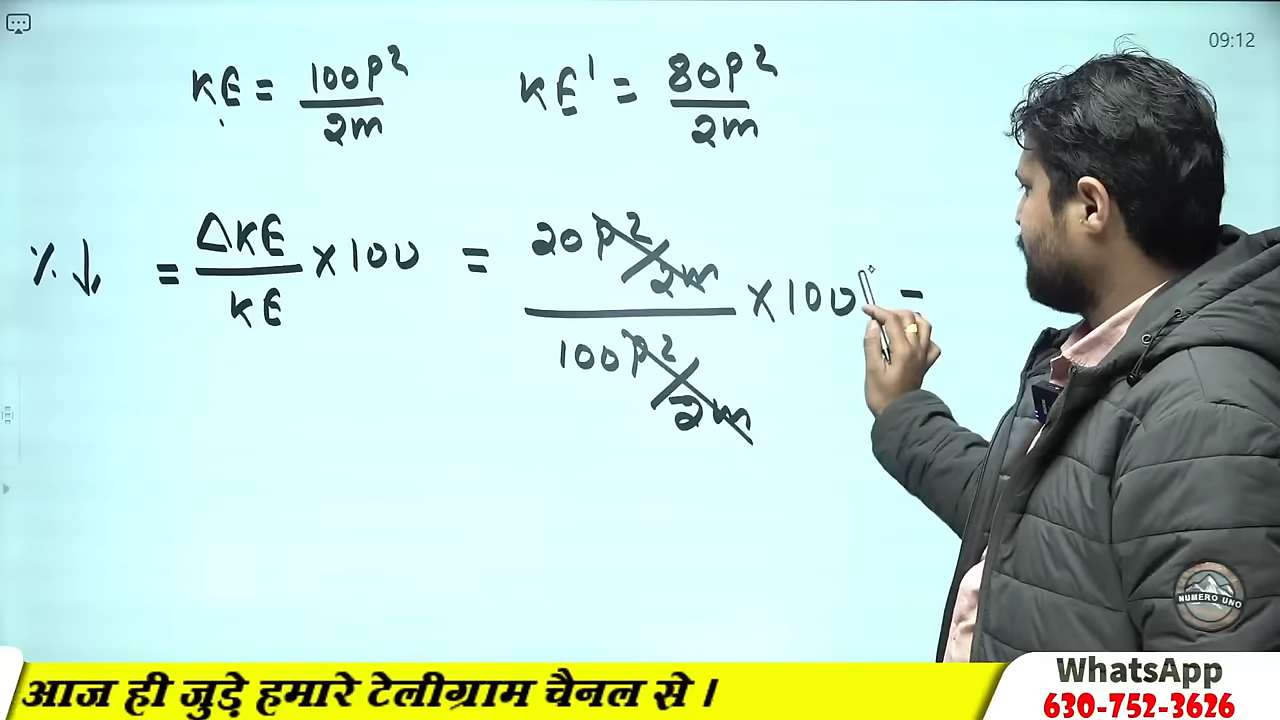 09:12
KE = 100P²/2m KE' = 80P²/2m
%↓ = ΔKE/KE × 100 = 20P²/2m / 100P²/2m × 100 =
NUMERO UNO
आज ही जुड़े हमारे टेलीग्राम चैनल से ।
WhatsApp
630-752-3626